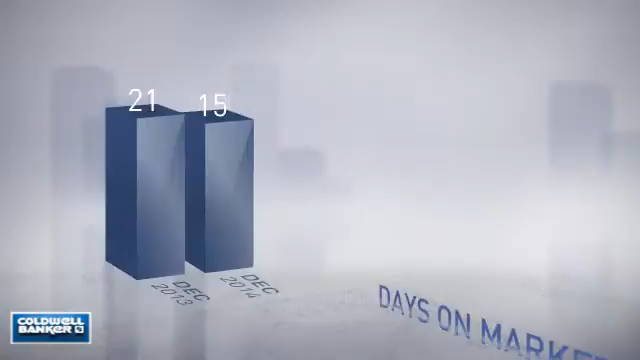 21
15
DEC
2013
DEC
2014
DAYS ON MARKE
COLDWELL
BANKER